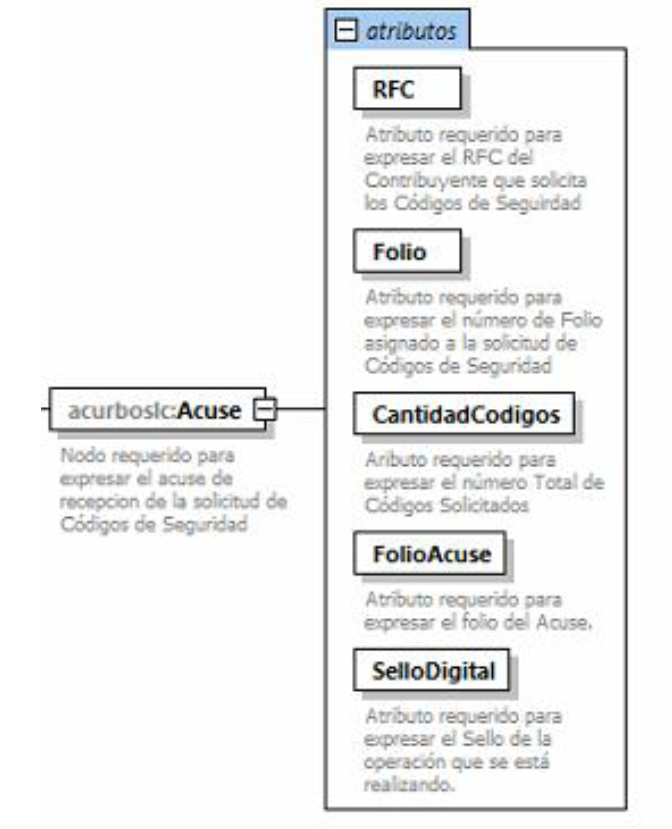 atributos
RFC
Atributo requerido para
expresar el RFC del
Contribuyente que solicita
los Códigos de Seguirdad
Folio
Atributo requerido para
expresar el número de Folio
asignado a la solicitud de
Códigos de Seguridad
acurboslc:Acuse
Nodo requerido para
expresar el acuse de
recepcion de la solicitud de
Códigos de Seguridad
CantidadCodigos
Aributo requerido para
expresar el número Total de
Códigos Solicitados
FolioAcuse
Atributo requerido para
expresar el folio del Acuse.
SelloDigital
Atributo requerido para
expresar el Sello de la
operación que se está
realizando.